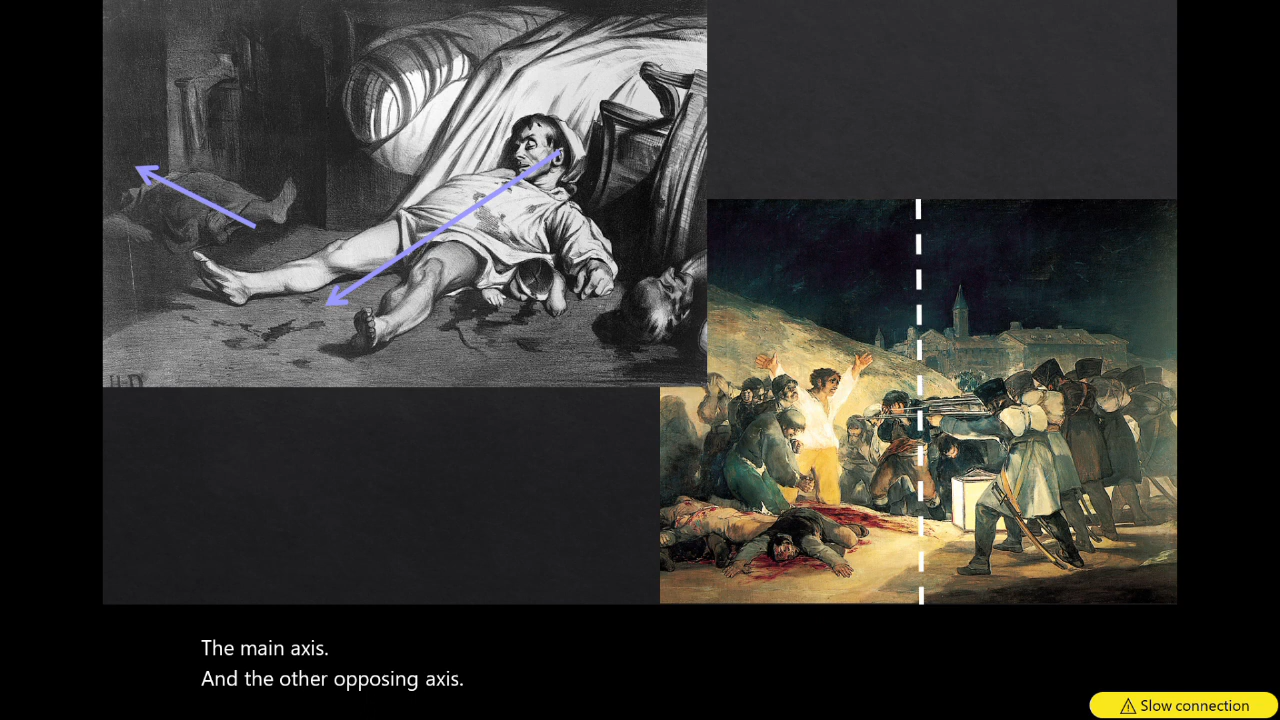 H-D
The main axis.
And the other opposing axis.
Slow connection